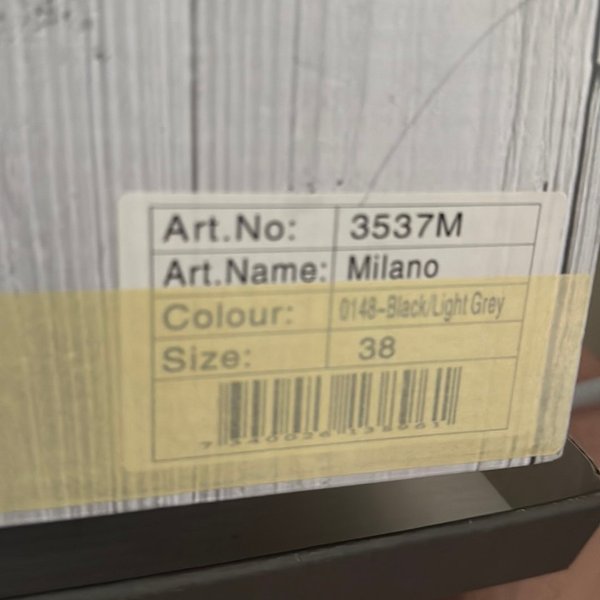 Art.No: 3537M
Art.Name: Milano
Colour: 0148-Black/Light Grey
Size: 38